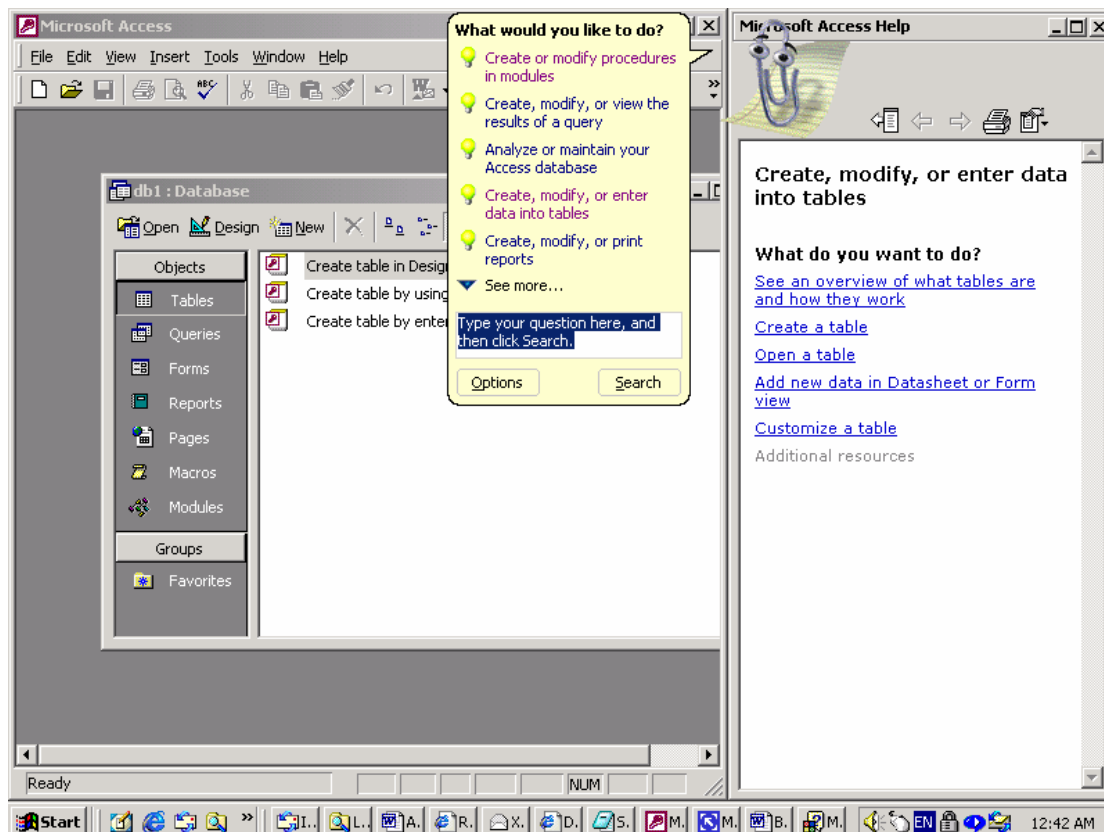 Microsoft Access
File Edit View Insert Tools Window Help
ABC
W
»
db1 : Database
Open Design New
Objects
Tables
Queries
Forms
Reports
Pages
Macros
Modules
Groups
Favorites
Create table in Desig
Create table by using
Create table by enter
What would you like to do?
Create or modify procedures
in modules
Create, modify, or view the
results of a query
Analyze or maintain your
Access database
Create, modify, or enter
data into tables
Create, modify, or print
reports
See more...
Type your question here, and
then click Search.
Options Search
Microsoft Access Help
Create, modify, or enter data
into tables
What do you want to do?
See an overview of what tables are
and how they work
Create a table
Open a table
Add new data in Datasheet or Form
view
Customize a table
Additional resources
Ready NUM
Start » I.. L.. A. R. X. D. S. M. M. B. M. EN 12:42 AM